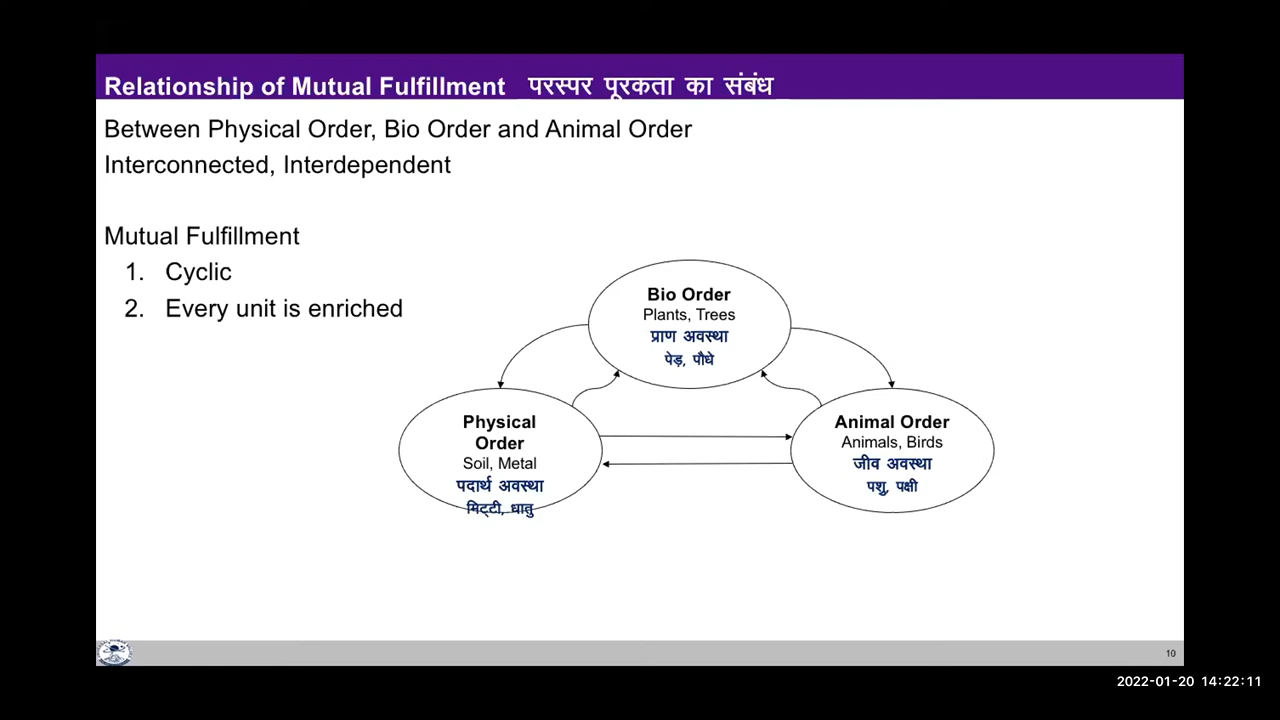 Relationship of Mutual Fulfillment परस्पर पूरकता का संबंध
Between Physical Order, Bio Order and Animal Order
Interconnected, Interdependent
Mutual Fulfillment
1. Cyclic
2. Every unit is enriched
Bio Order
Plants, Trees
प्राण अवस्था
पेड़, पौधे
Physical
Order
Soil, Metal
पदार्थ अवस्था
मिट्टी, धातु
Animal Order
Animals, Birds
जीव अवस्था
पशु, पक्षी
10
2022-01-20 14:22:11